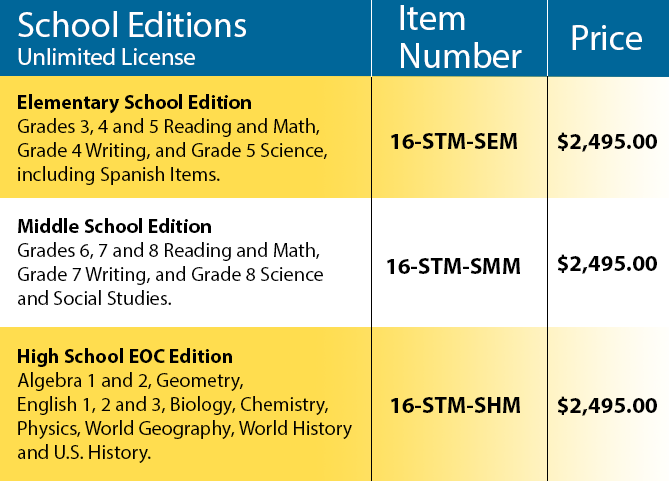 School Editions
Unlimited License
Item
Number
Price
Elementary School Edition
Grades 3, 4 and 5 Reading and Math,
Grade 4 Writing, and Grade 5 Science,
including Spanish Items.
16-STM-SEM
$2,495.00
Middle School Edition
Grades 6, 7 and 8 Reading and Math,
Grade 7 Writing, and Grade 8 Science
and Social Studies.
16-STM-SMM
$2,495.00
High School EOC Edition
Algebra 1 and 2, Geometry,
English 1, 2 and 3, Biology, Chemistry,
Physics, World Geography, World History
and U.S. History.
16-STM-SHM
$2,495.00